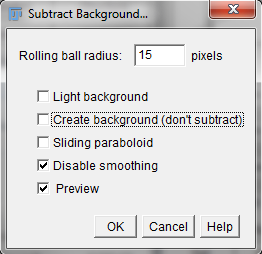 Subtract Background...
Rolling ball radius: 15 pixels
Light background
Create background (don't subtract)
Sliding paraboloid
Disable smoothing
Preview
OK Cancel Help